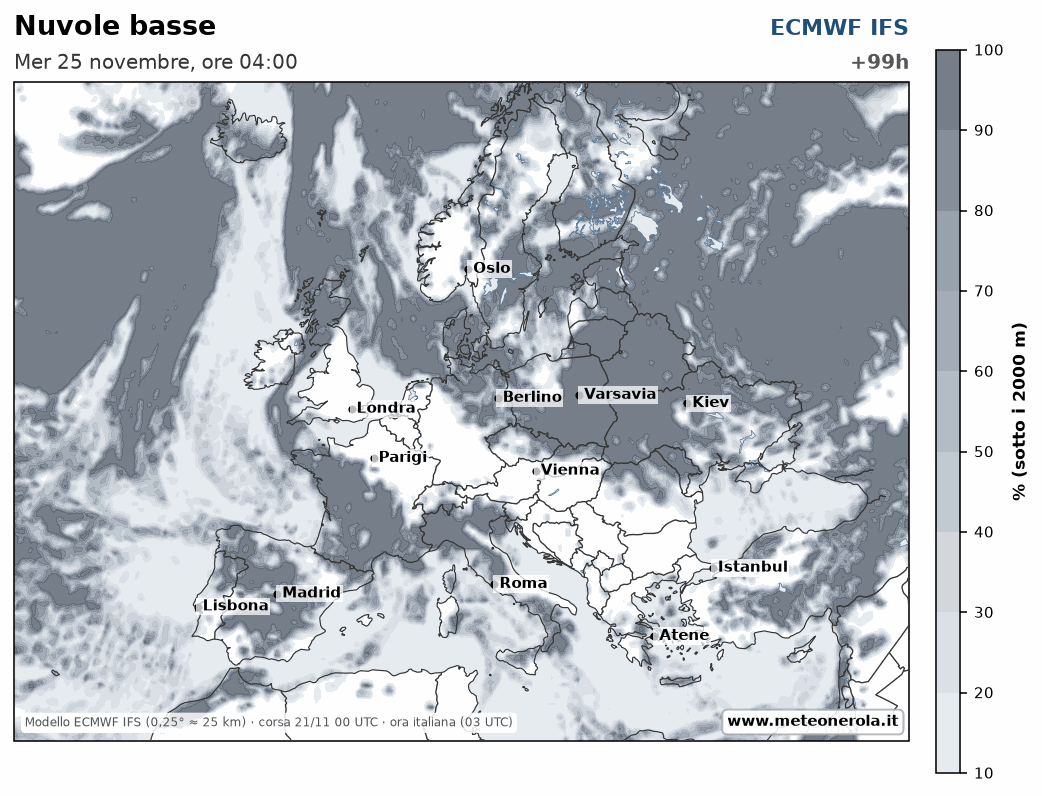 Nuvole basse
ECMWF IFS
Mer 25 novembre, ore 04:00
+99h
Oslo
Londra
Berlino
Varsavia
Kiev
Parigi
Vienna
Istanbul
Roma
Madrid
Lisbona
Atene
Modello ECMWF IFS (0,25° ≈ 25 km) · corsa 21/11 00 UTC · ora italiana (03 UTC)
www.meteonerola.it
100
90
80
70
60
50
40
30
20
10
% (sotto i 2000 m)